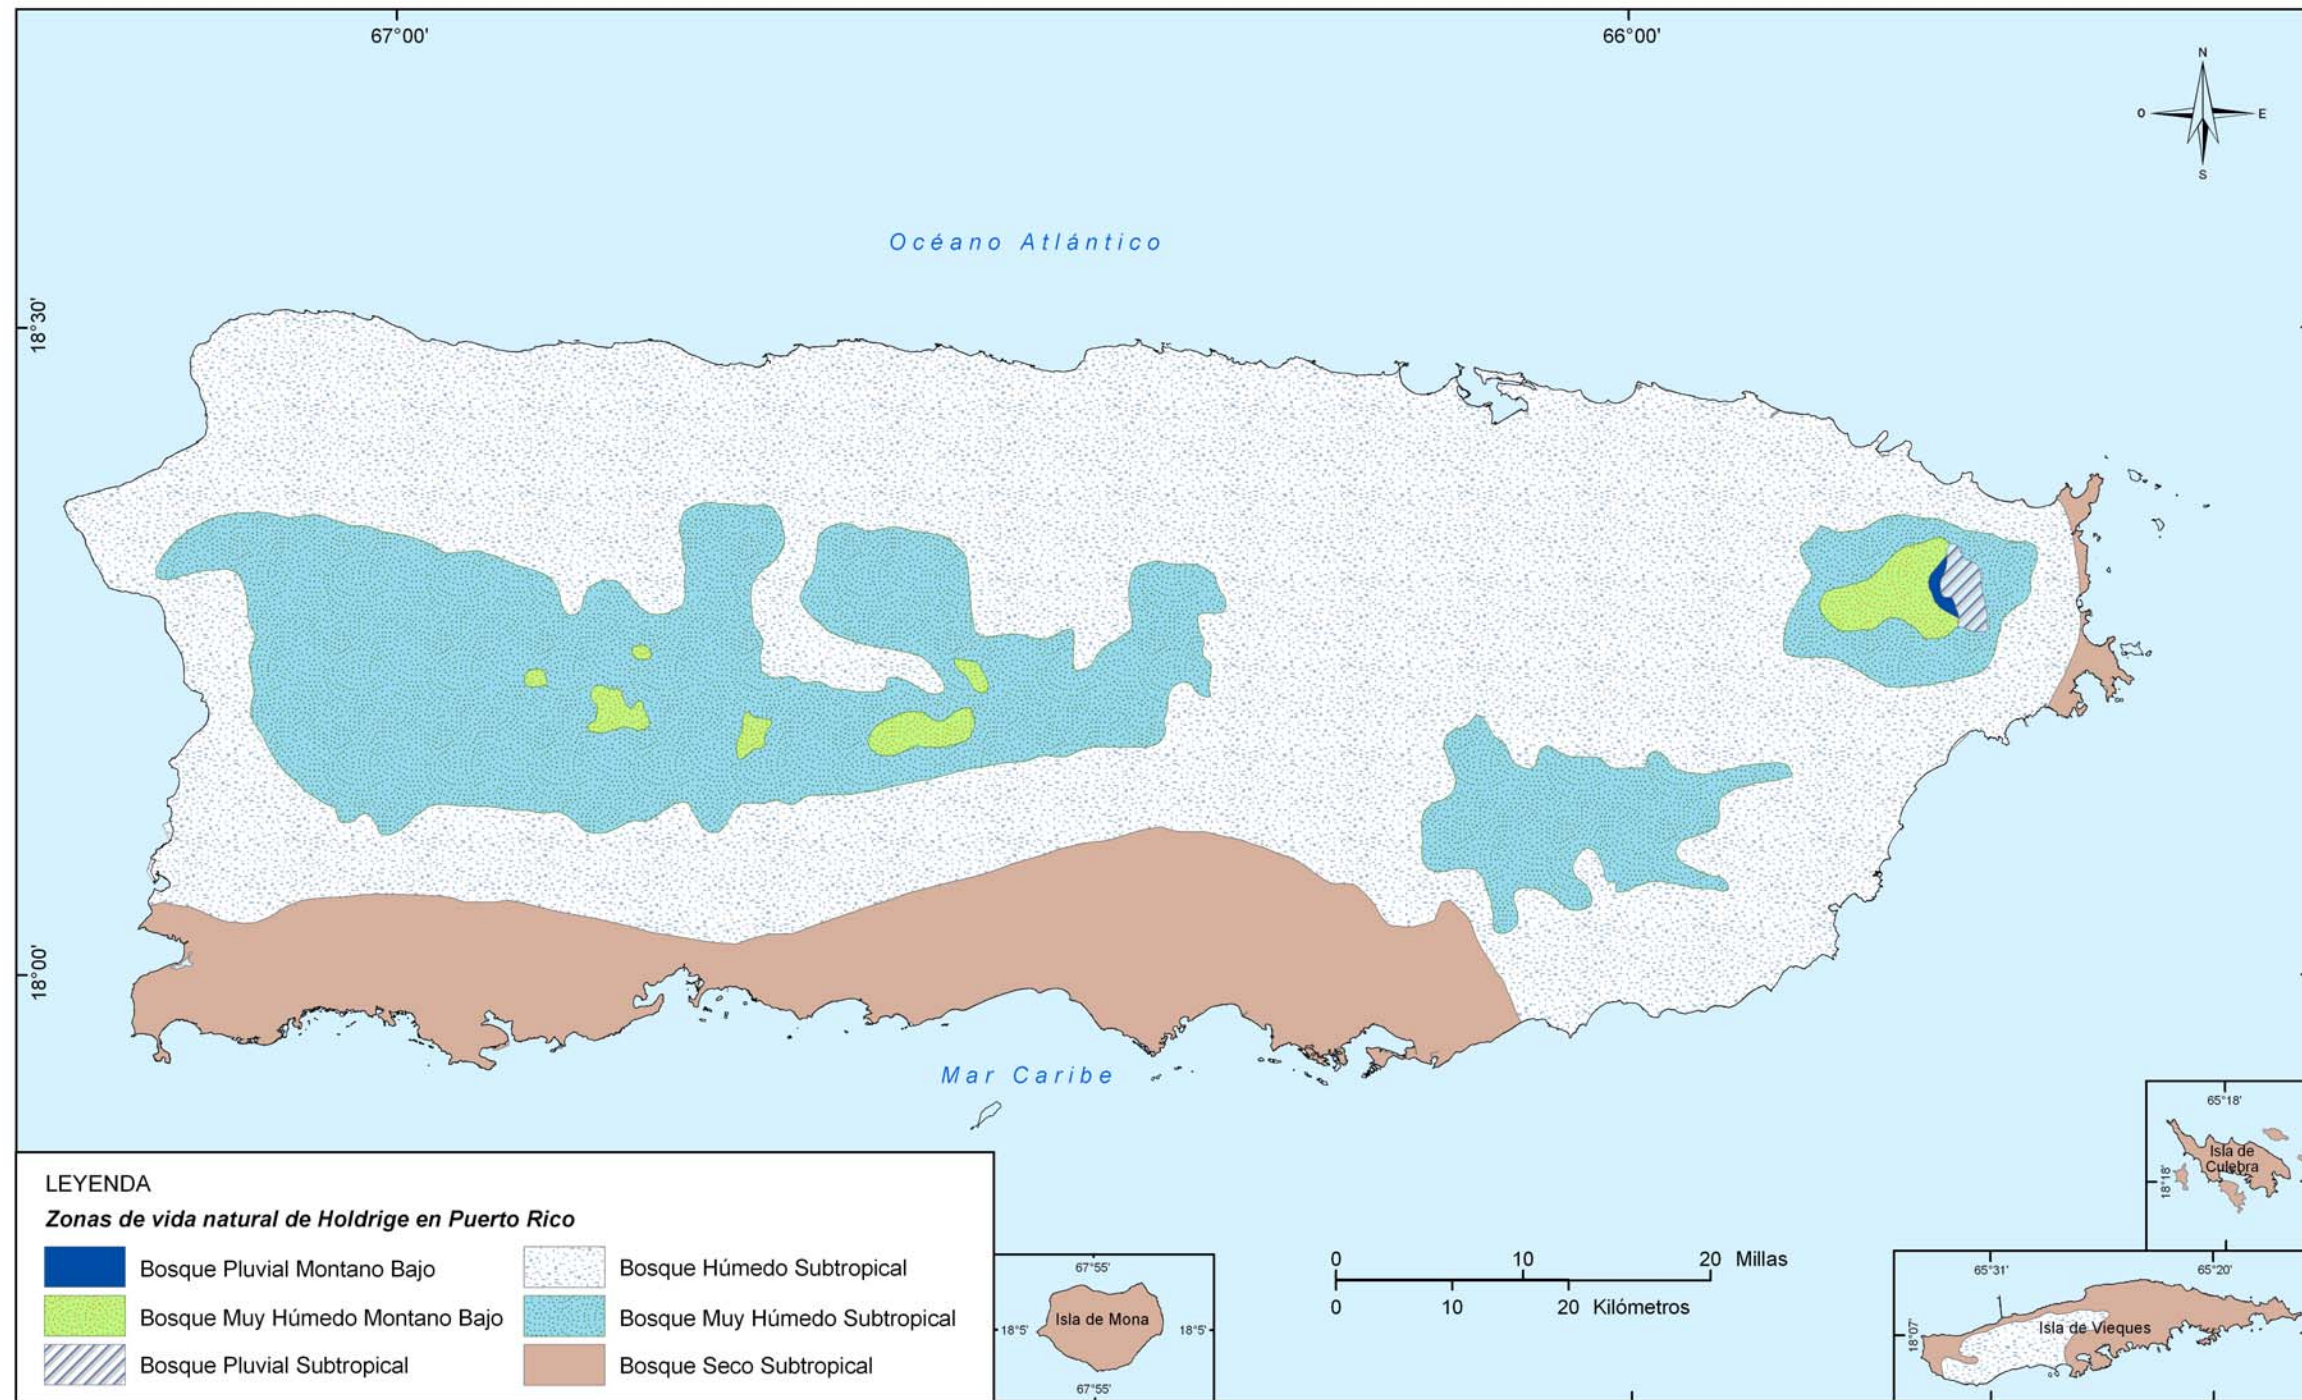 67°00'
66°00'
N
O
E
S
Océano Atlántico
18°30'
18°00'
Mar Caribe
LEYENDA
Zonas de vida natural de Holdrige en Puerto Rico
Bosque Pluvial Montano Bajo
Bosque Muy Húmedo Montano Bajo
Bosque Pluvial Subtropical
Bosque Húmedo Subtropical
Bosque Muy Húmedo Subtropical
Bosque Seco Subtropical
67°55'
18°5'
Isla de Mona
18°5'
67°55'
0 10 20 Millas
0 10 20 Kilómetros
65°18'
18°18'
Isla de
Culebra
65°31'
65°20'
18°07'
Isla de Vieques